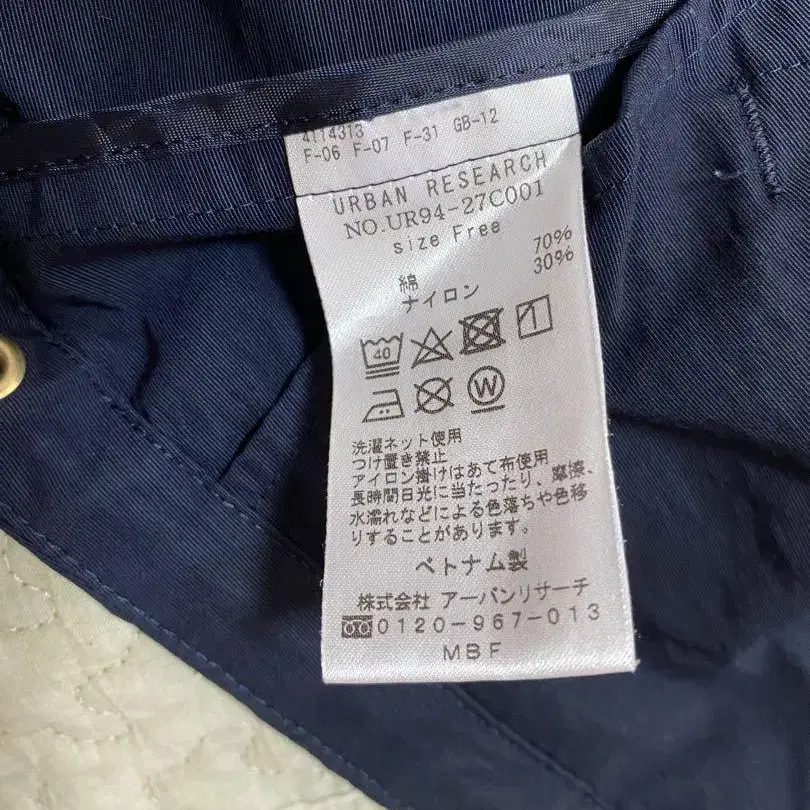 4114313
F-06 F-07 F-31 GB-12
URBAN RESEARCH
NO.UR94-27C001
size Free
綿 70%
ナイロン 30%
40
W
洗濯ネット使用
つけ置き禁止
アイロン掛けはあて布使用
長時間日光に当たったり、摩擦、
水濡れなどによる色落ちや色移
りすることがあります。
ベトナム製
株式会社 アーバンリサーチ
0120-967-013
MBF